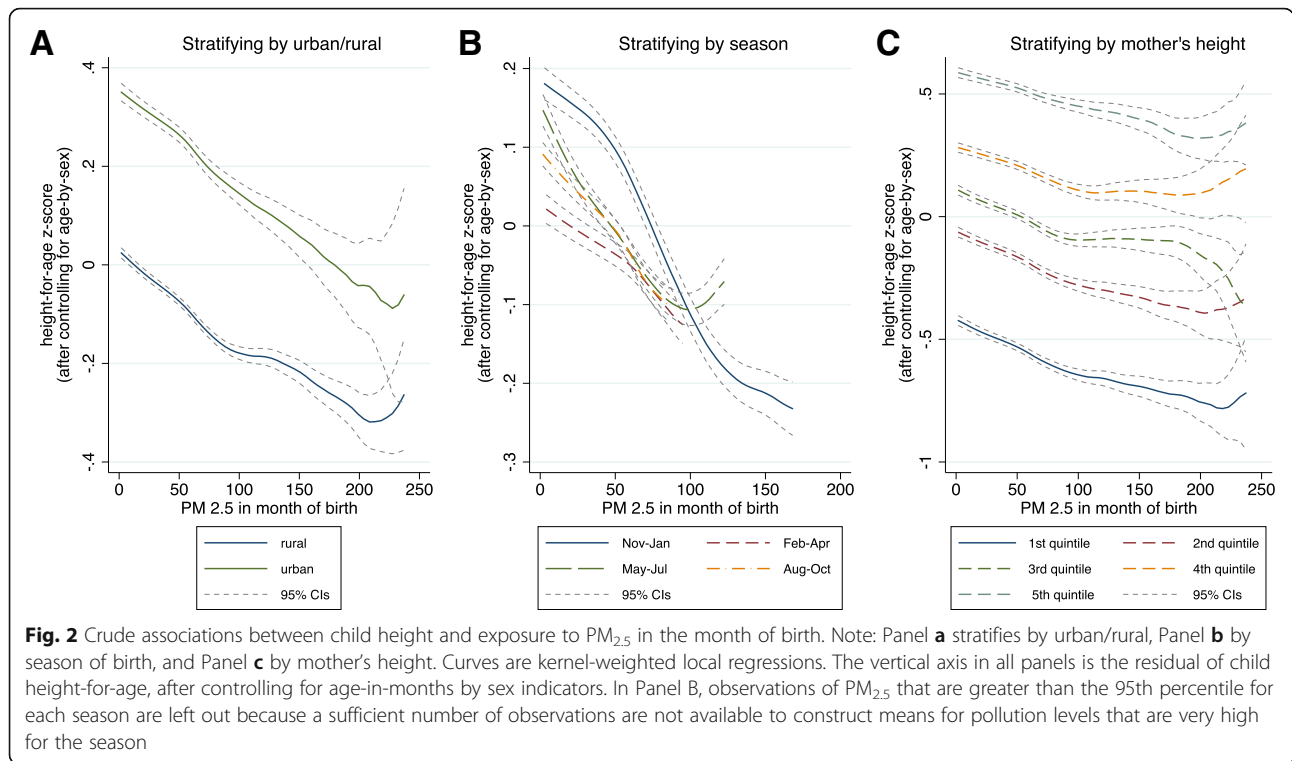 A
Stratifying by urban/rural
height-for-age z-score
(after controlling for age-by-sex)
.4
.2
0
-.2
-.4
0 50 100 150 200 250
PM 2.5 in month of birth
rural
urban
95% CIs
B
Stratifying by season
height-for-age z-score
(after controlling for age-by-sex)
.2
.1
0
-.1
-.2
-.3
0 50 100 150 200
PM 2.5 in month of birth
Nov-Jan Feb-Apr
May-Jul Aug-Oct
95% CIs
C
Stratifying by mother's height
height-for-age z-score
(after controlling for age-by-sex)
.5
0
-.5
-1
0 50 100 150 200 250
PM 2.5 in month of birth
1st quintile 2nd quintile
3rd quintile 4th quintile
5th quintile 95% CIs
Fig. 2 Crude associations between child height and exposure to PM2.5 in the month of birth. Note: Panel a stratifies by urban/rural, Panel b by
season of birth, and Panel c by mother's height. Curves are kernel-weighted local regressions. The vertical axis in all panels is the residual of child
height-for-age, after controlling for age-in-months by sex indicators. In Panel B, observations of PM2.5 that are greater than the 95th percentile for
each season are left out because a sufficient number of observations are not available to construct means for pollution levels that are very high
for the season